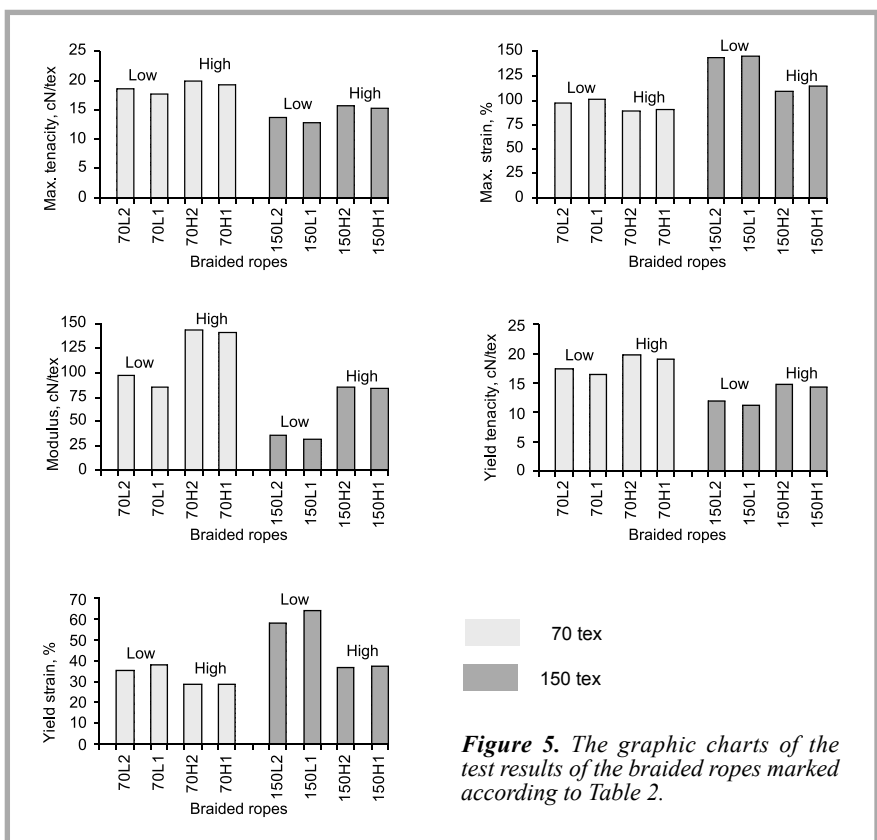 25
20
15
10
5
0
Max. tenacity, cN/tex
Low
High
Low
High
70L2
70L1
70H2
70H1
150L2
150L1
150H2
150H1
Braided ropes
150
125
100
75
50
25
0
Max. strain, %
Low
High
Low
High
70L2
70L1
70H2
70H1
150L2
150L1
150H2
150H1
Braided ropes
150
125
100
75
50
25
0
Modulus, cN/tex
Low
High
Low
High
70L2
70L1
70H2
70H1
150L2
150L1
150H2
150H1
Braided ropes
25
20
15
10
5
0
Yield tenacity, cN/tex
Low
High
Low
High
70L2
70L1
70H2
70H1
150L2
150L1
150H2
150H1
Braided ropes
70
60
50
40
30
20
10
0
Yield strain, %
Low
High
Low
High
70L2
70L1
70H2
70H1
150L2
150L1
150H2
150H1
Braided ropes
70 tex
150 tex
Figure 5. The graphic charts of the
test results of the braided ropes marked
according to Table 2.